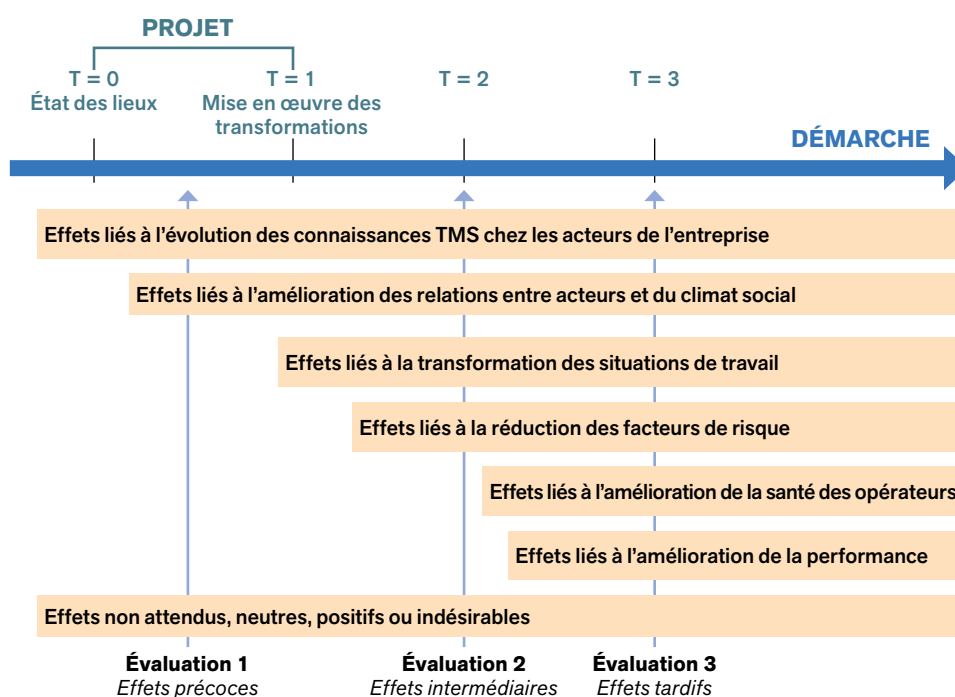 PROJET
T = 0
État des lieux
T = 1
Mise en œuvre des
transformations
T = 2
T = 3
DÉMARCHE
Effets liés à l'évolution des connaissances TMS chez les acteurs de l'entreprise
Effets liés à l'amélioration des relations entre acteurs et du climat social
Effets liés à la transformation des situations de travail
Effets liés à la réduction des facteurs de risque
Effets liés à l'amélioration de la santé des opérateurs
Effets liés à l'amélioration de la performance
Effets non attendus, neutres, positifs ou indésirables
Évaluation 1
Effets précoces
Évaluation 2
Effets intermédiaires
Évaluation 3
Effets tardifs